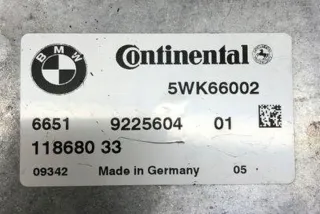 BMW
Continental
5WK66002
6651 9225604 01
118680 33
09342 Made in Germany 05